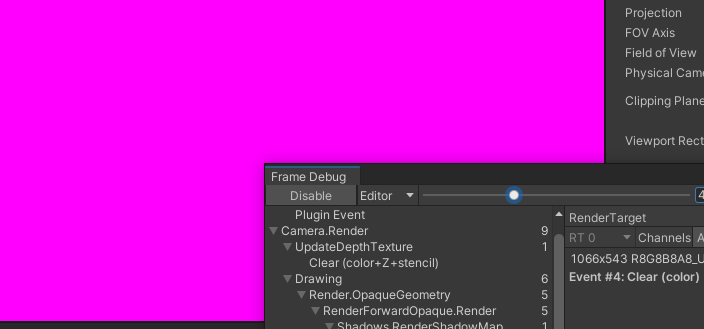 Projection
FOV Axis
Field of View
Physical Came
Clipping Plane
Viewport Rect
Frame Debug
Disable Editor 4
Plugin Event
Camera.Render 9
UpdateDepthTexture 1
Clear (color+Z+stencil)
Drawing 6
Render.OpaqueGeometry 5
RenderForwardOpaque.Render 5
Shadows.RenderShadowMap 1
RenderTarget
RT 0 Channels A
1066x543 R8G8B8A8_U
Event #4: Clear (color)